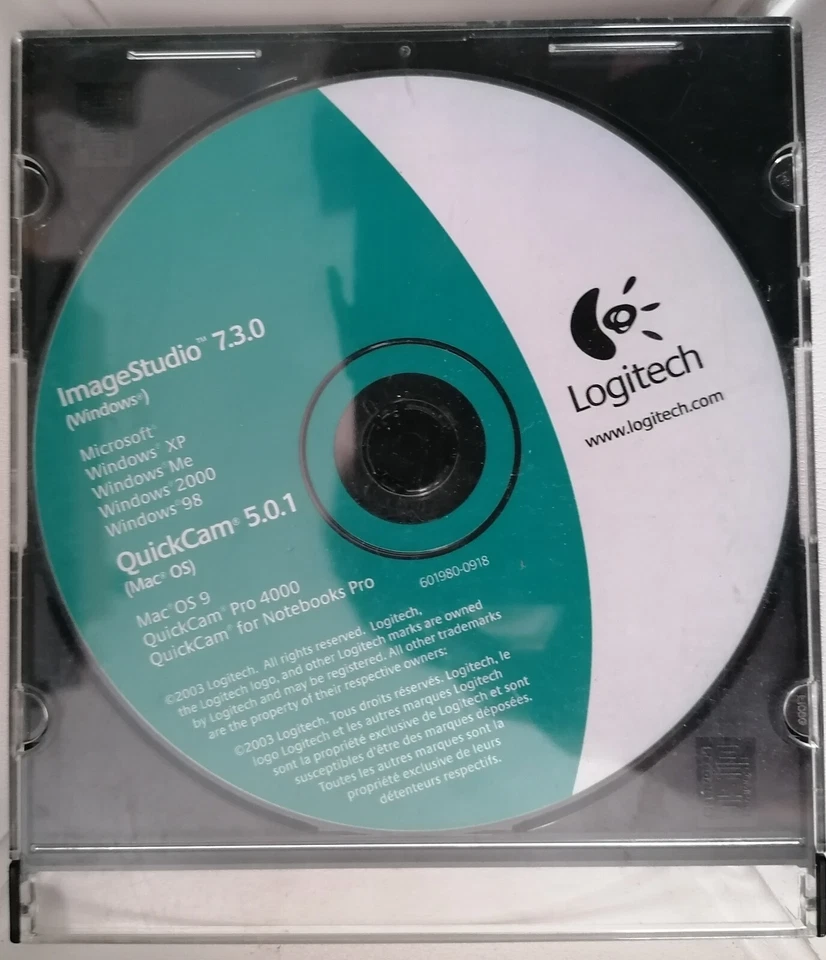 ImageStudio™ 7.3.0
(Windows®)
Microsoft®
Windows® XP
Windows® Me
Windows® 2000
Windows® 98
QuickCam® 5.0.1
(Mac® OS)
Mac® OS 9
QuickCam® Pro 4000
QuickCam® for Notebooks Pro
601980-0918
©2003 Logitech. All rights reserved. Logitech,
the Logitech logo, and other Logitech marks are owned
by Logitech and may be registered. All other trademarks
are the property of their respective owners.
©2003 Logitech. Tous droits réservés. Logitech, le
logo Logitech et les autres marques Logitech
sont la propriété exclusive de Logitech et sont
susceptibles d'être des marques déposées.
Toutes les autres marques sont la
propriété exclusive de leurs
détenteurs respectifs.
Logitech
www.logitech.com